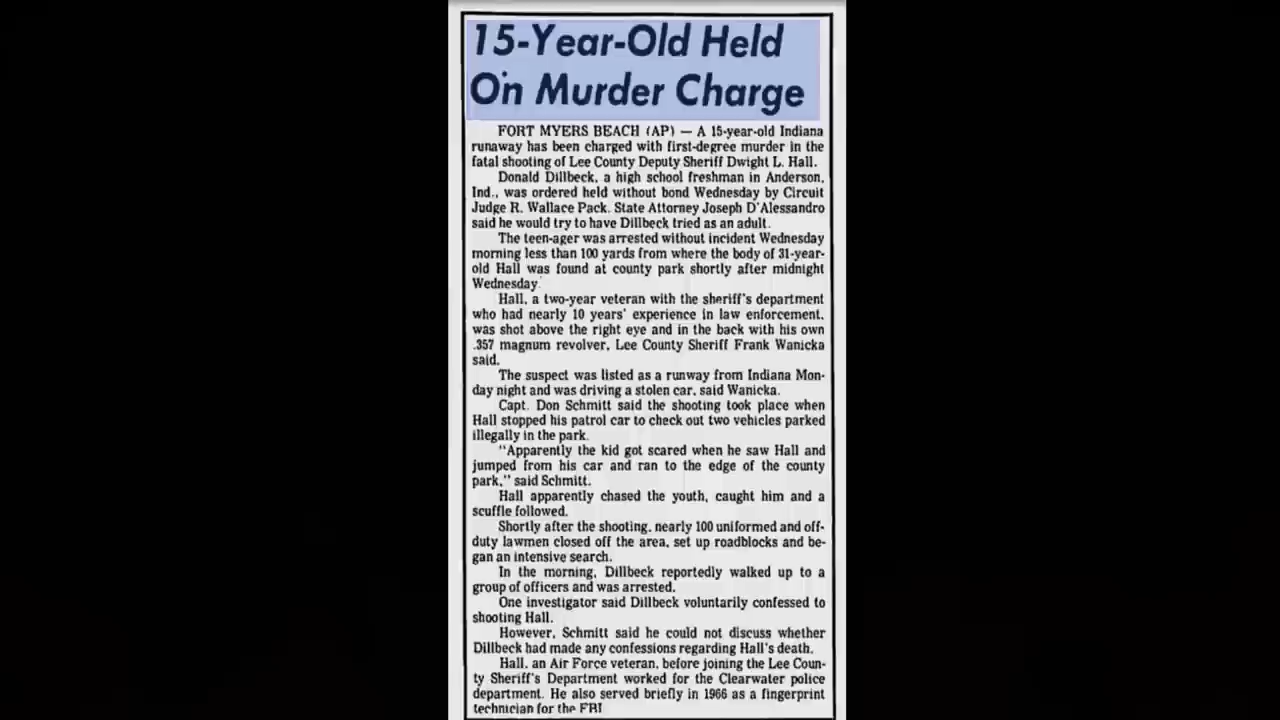 15-Year-Old Held
On Murder Charge
FORT MYERS BEACH (AP) — A 15-year-old Indiana
runaway has been charged with first-degree murder in the
fatal shooting of Lee County Deputy Sheriff Dwight L. Hall.
Donald Dillbeck, a high school freshman in Anderson,
Ind., was ordered held without bond Wednesday by Circuit
Judge R. Wallace Pack. State Attorney Joseph D'Alessandro
said he would try to have Dillbeck tried as an adult.
The teen-ager was arrested without incident Wednesday
morning less than 100 yards from where the body of 31-year-
old Hall was found at county park shortly after midnight
Wednesday.
Hall, a two-year veteran with the sheriff's department
who had nearly 10 years' experience in law enforcement,
was shot above the right eye and in the back with his own
.357 magnum revolver, Lee County Sheriff Frank Wanicka
said.
The suspect was listed as a runway from Indiana Mon-
day night and was driving a stolen car, said Wanicka.
Capt. Don Schmitt said the shooting took place when
Hall stopped his patrol car to check out two vehicles parked
illegally in the park.
"Apparently the kid got scared when he saw Hall and
jumped from his car and ran to the edge of the county
park," said Schmitt.
Hall apparently chased the youth, caught him and a
scuffle followed.
Shortly after the shooting, nearly 100 uniformed and off-
duty lawmen closed off the area, set up roadblocks and be-
gan an intensive search.
In the morning, Dillbeck reportedly walked up to a
group of officers and was arrested.
One investigator said Dillbeck voluntarily confessed to
shooting Hall.
However, Schmitt said he could not discuss whether
Dillbeck had made any confessions regarding Hall's death.
Hall, an Air Force veteran, before joining the Lee Coun-
ty Sheriff's Department worked for the Clearwater police
department. He also served briefly in 1966 as a fingerprint
technician for the FBI